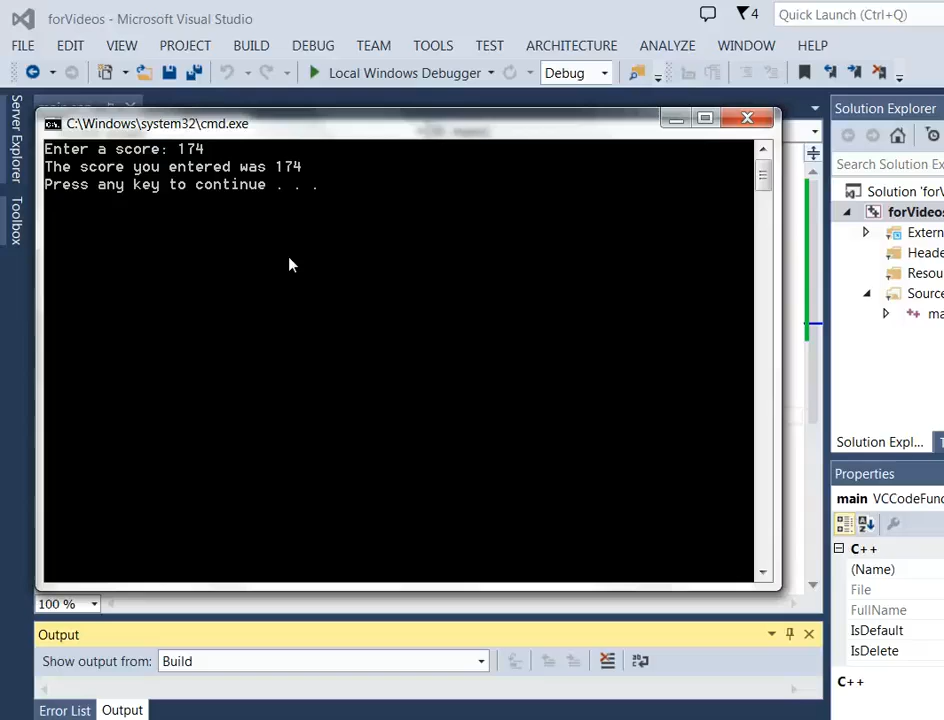 forVideos - Microsoft Visual Studio
4
Quick Launch (Ctrl+Q)
FILE EDIT VIEW PROJECT BUILD DEBUG TEAM TOOLS TEST ARCHITECTURE ANALYZE WINDOW HELP
Local Windows Debugger
Debug
Server Explorer
Toolbox
C:\Windows\system32\cmd.exe
Enter a score: 174
The score you entered was 174
Press any key to continue . . .
Solution Explorer
Search Solution
Solution 'forV
forVideos
Extern
Heade
Resou
Source
ma
Solution Expl...
Properties
main VCCodeFunc
C++
(Name)
File
FullName
IsDefault
IsDelete
C++
100 %
Output
Show output from: Build
Error List Output